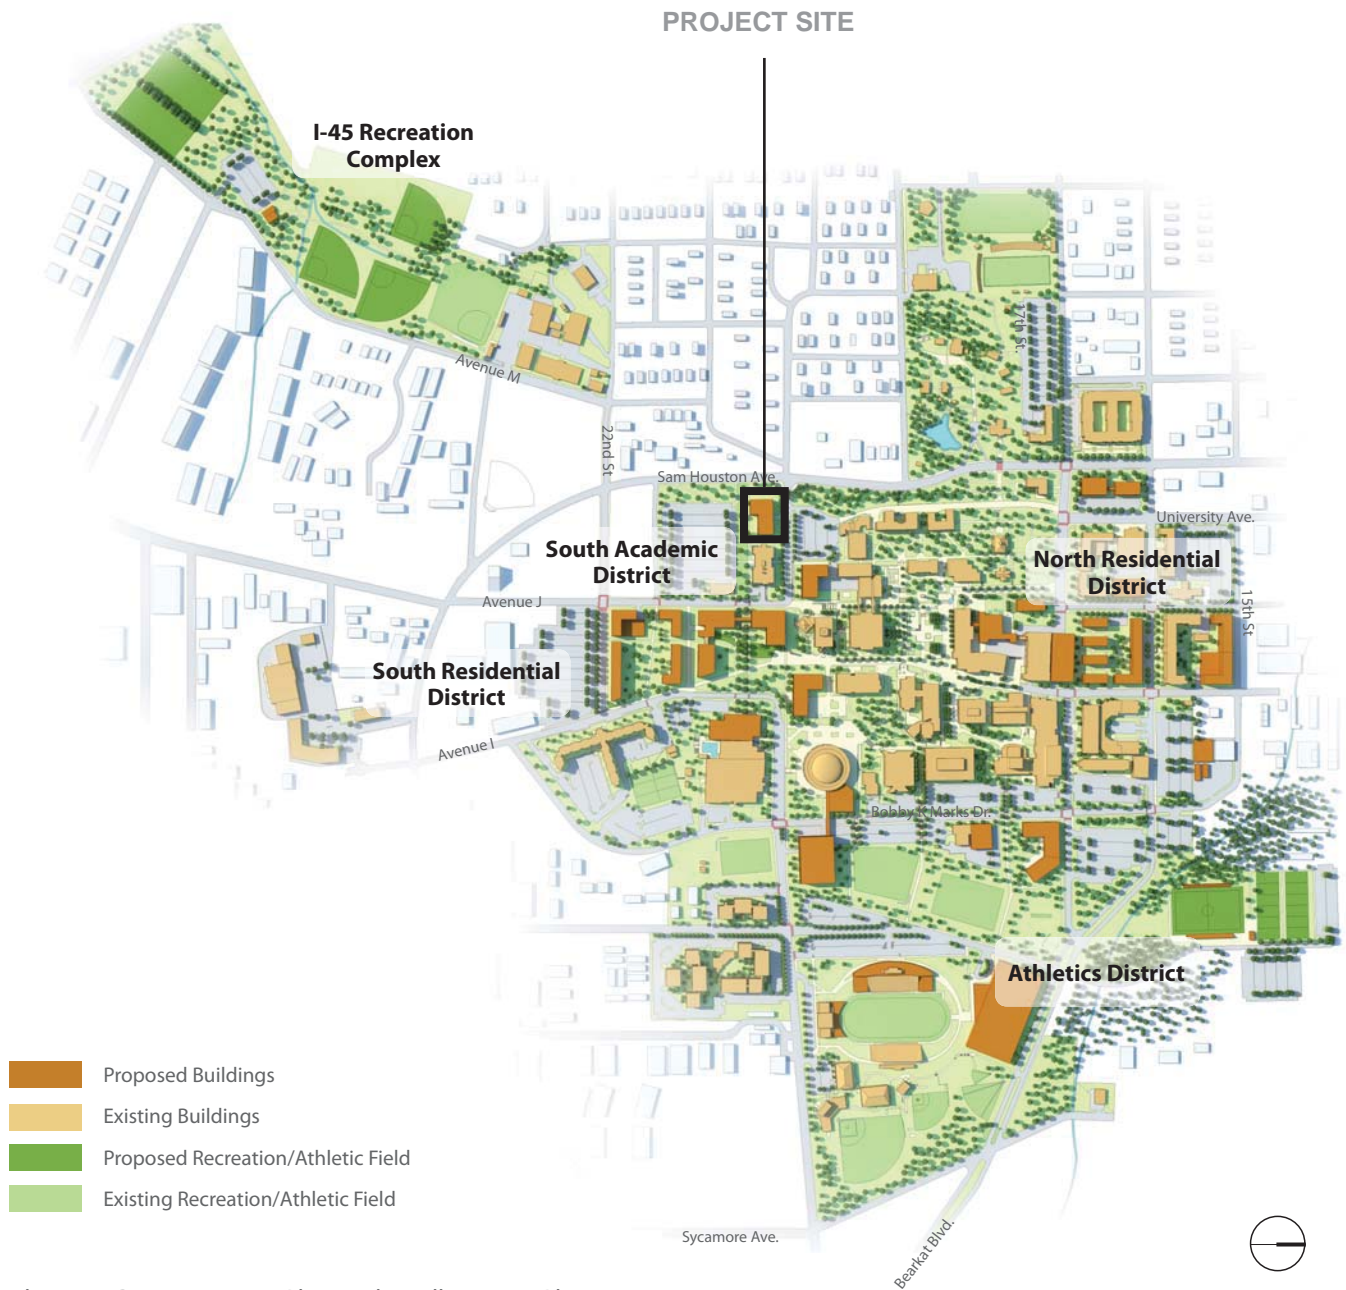 PROJECT SITE
I-45 Recreation
Complex
17th St.
Avenue M
22nd St
Sam Houston Ave.
University Ave.
South Academic
District
North Residential
District
Avenue J
15th St
South Residential
District
Avenue I
Bobby K Marks Dr.
Athletics District
Proposed Buildings
Existing Buildings
Proposed Recreation/Athletic Field
Existing Recreation/Athletic Field
Sycamore Ave.
Bearkat Blvd.